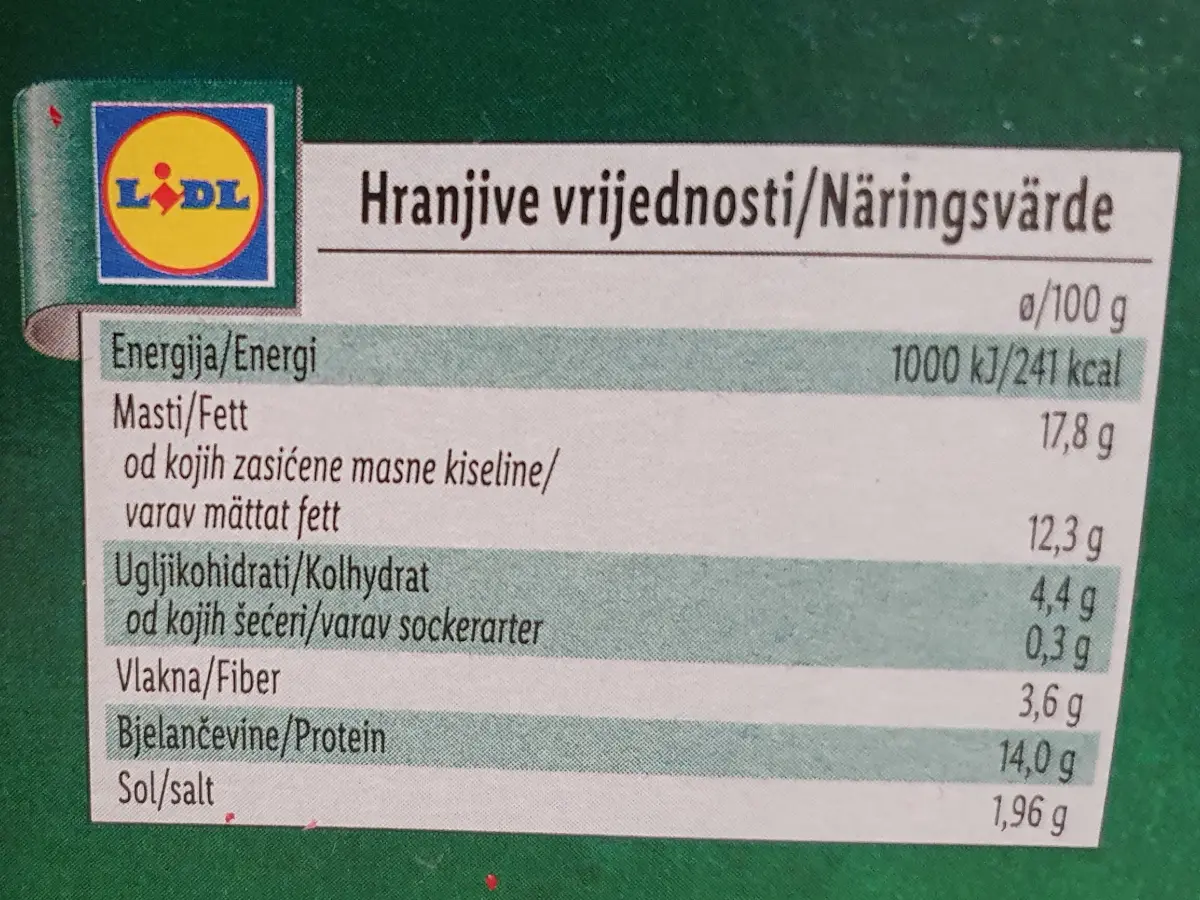 LIDL
Hranjive vrijednosti/Näringsvärde
ø/100 g
Energija/Energi 1000 kJ/241 kcal
Masti/Fett 17,8 g
od kojih zasićene masne kiseline/
varav mättat fett 12,3 g
Ugljikohidrati/Kolhydrat 4,4 g
od kojih šećeri/varav sockerarter 0,3 g
Vlakna/Fiber 3,6 g
Bjelančevine/Protein 14,0 g
Sol/salt 1,96 g